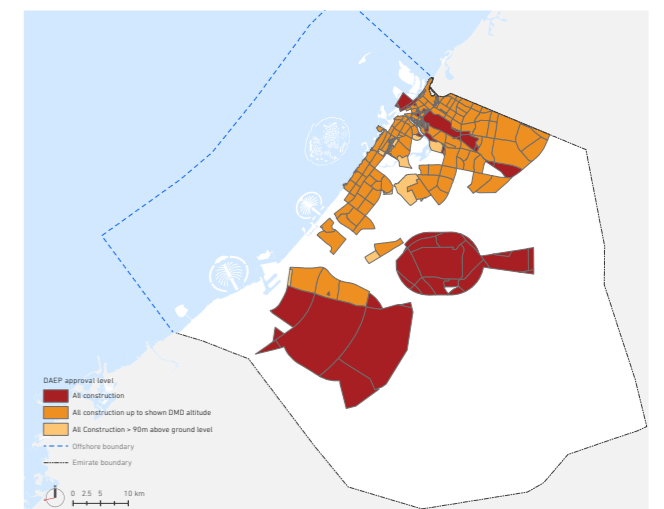 DAEP approval level
All construction
All construction up to shown DMD altitude
All Construction > 90m above ground level
Offshore boundary
Emirate boundary
0 2.5 5 10 km